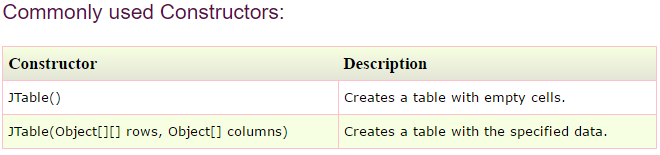 Commonly used Constructors:
Constructor Description
JTable() Creates a table with empty cells.
JTable(Object[][] rows, Object[] columns) Creates a table with the specified data.